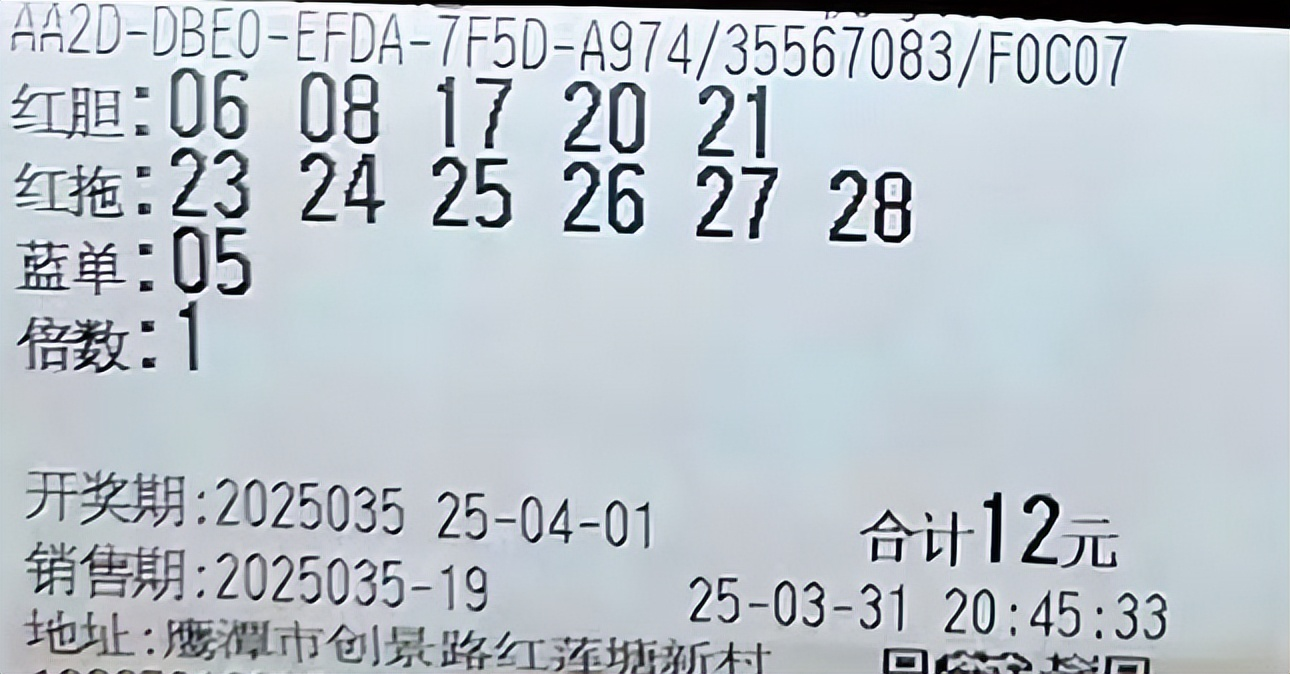 AA2D-DBE0-EFDA-7F5D-A974/35567083/F0C07
红胆:06 08 17 20 21
红拖:23 24 25 26 27 28
蓝单:05
倍数:1
开奖期:2025035 25-04-01 合计12元
销售期:2025035-19 25-03-31 20:45:33
地址:鹰潭市创景路红莲塘新村